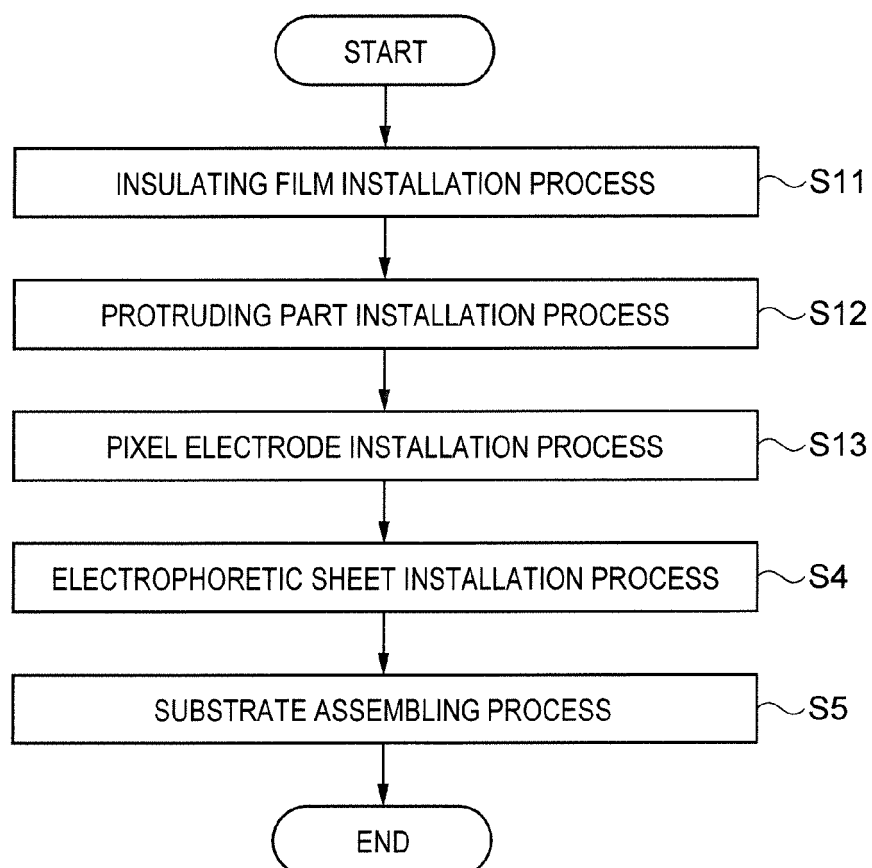 START
INSULATING FILM INSTALLATION PROCESS
S11
PROTRUDING PART INSTALLATION PROCESS
S12
PIXEL ELECTRODE INSTALLATION PROCESS
S13
ELECTROPHORETIC SHEET INSTALLATION PROCESS
S4
SUBSTRATE ASSEMBLING PROCESS
S5
END